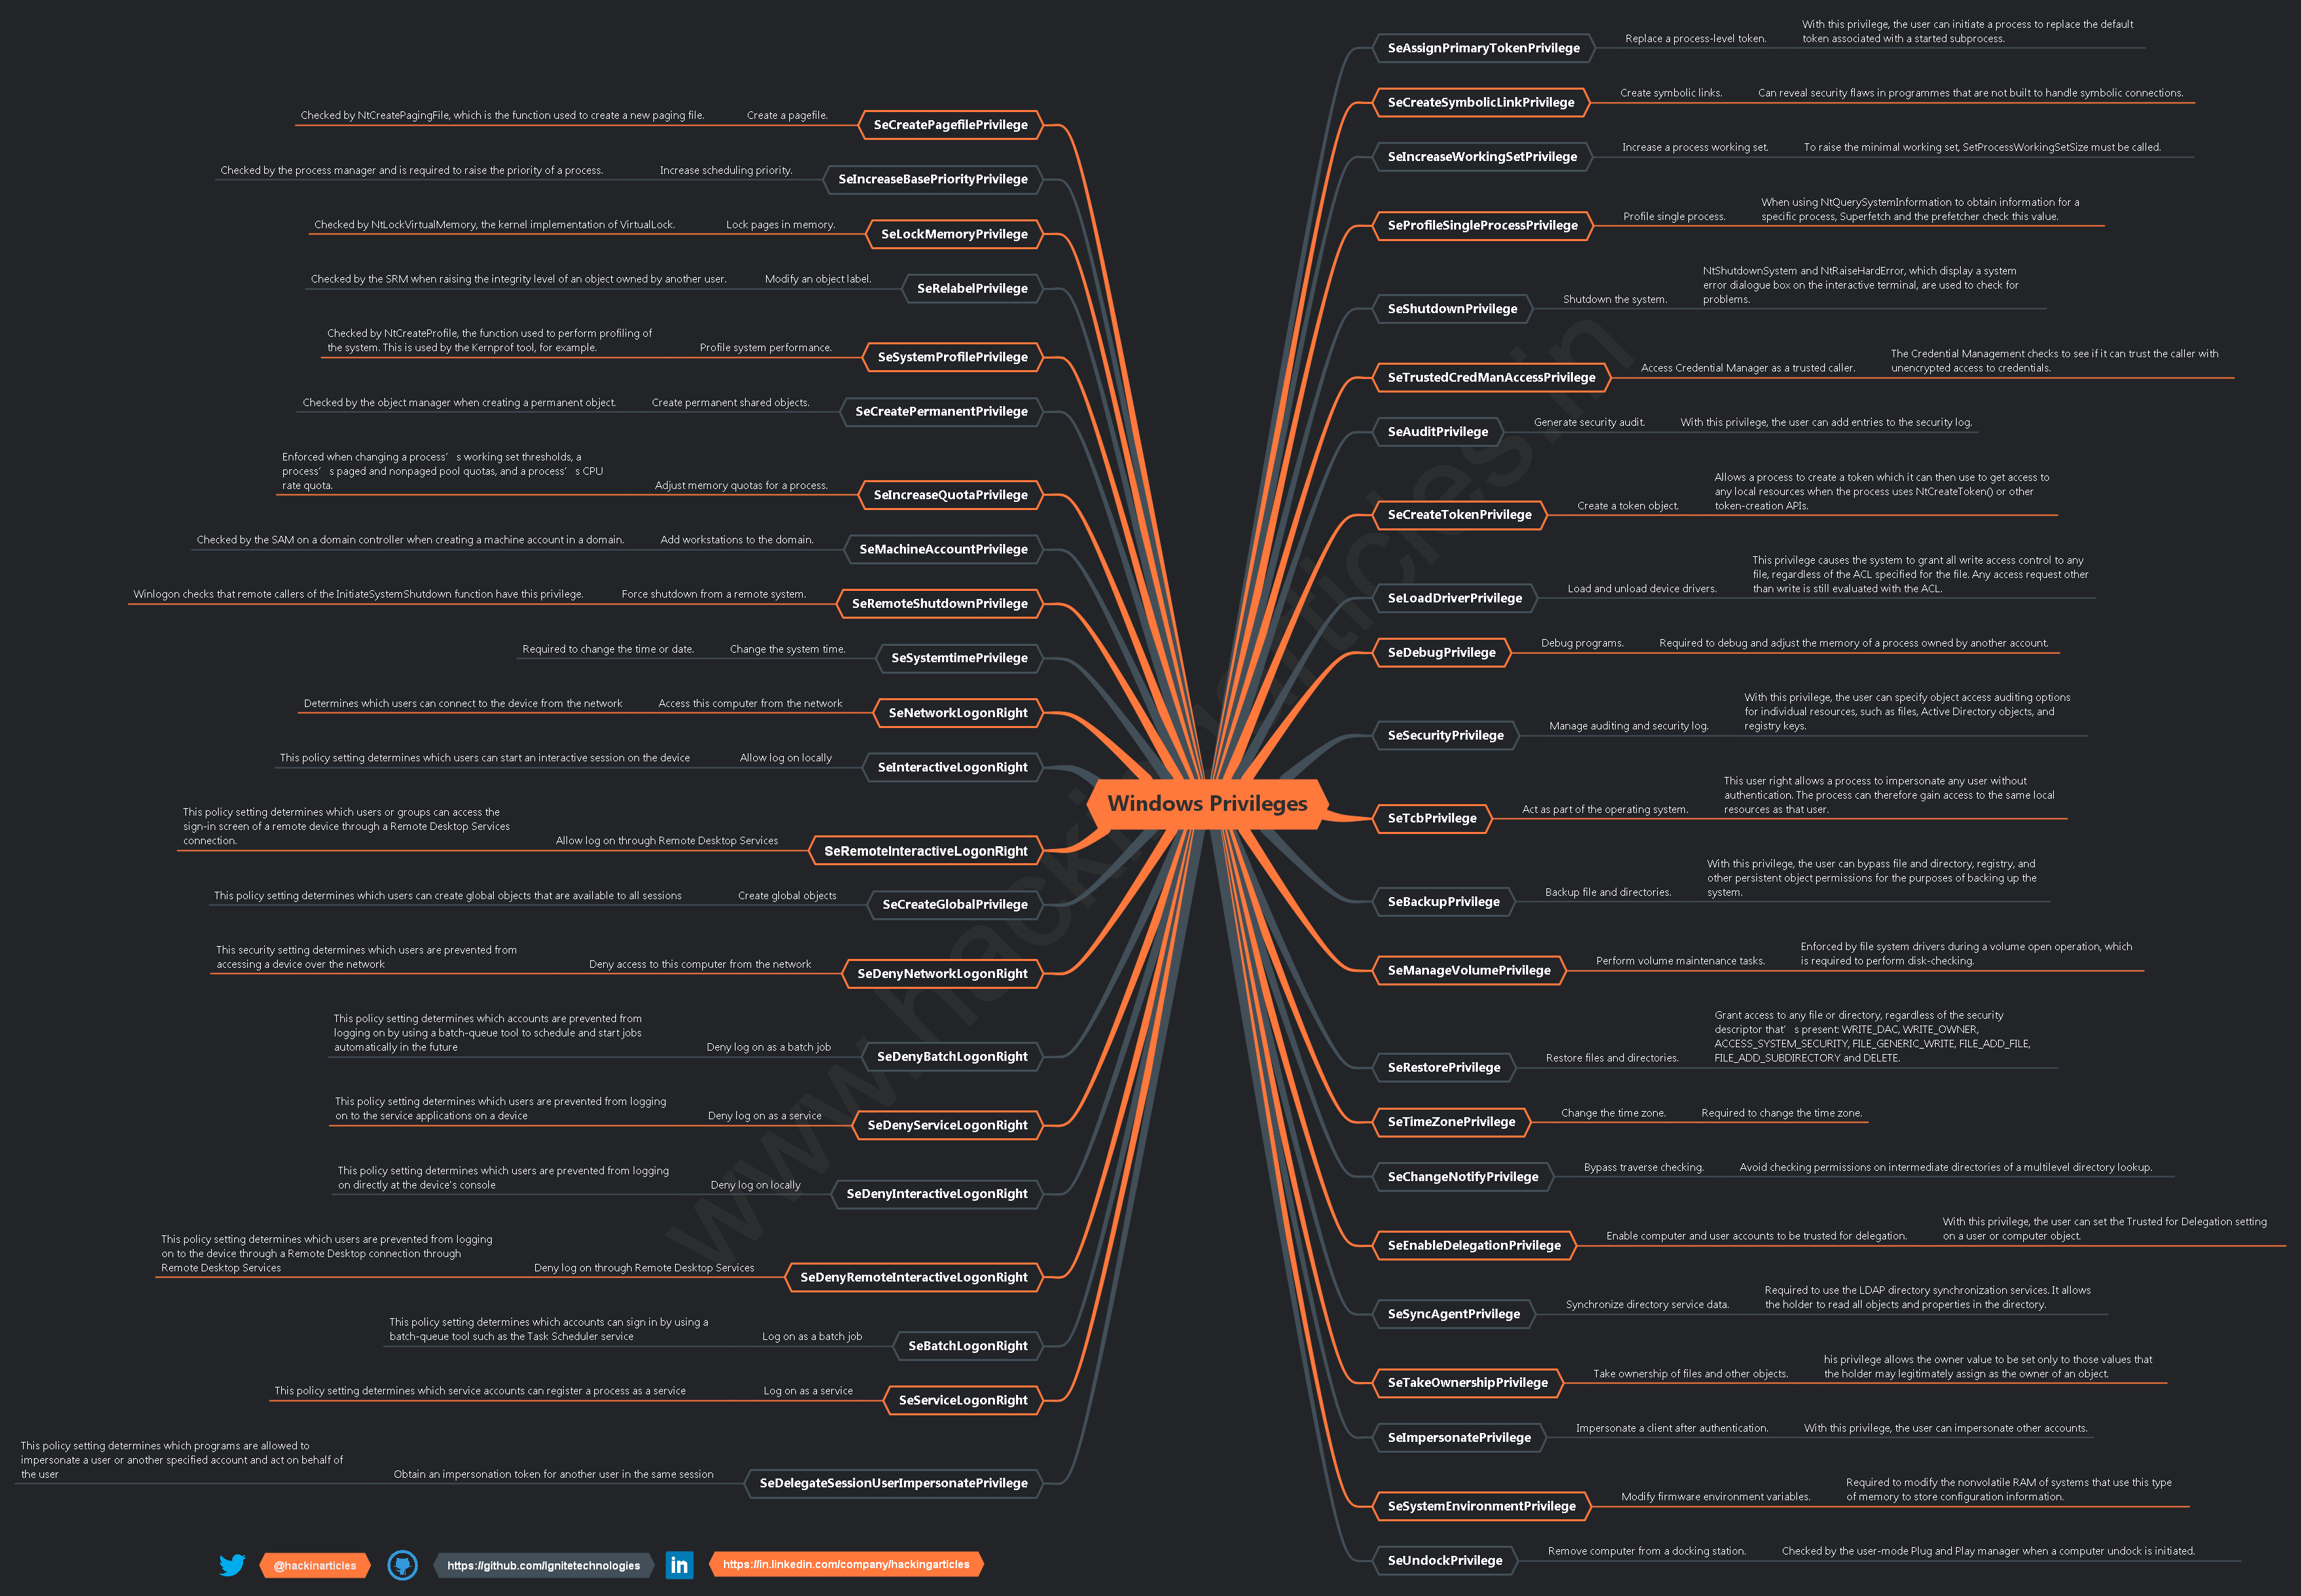 Windows Privileges
SeAssignPrimaryTokenPrivilege
Replace a process-level token.
With this privilege, the user can initiate a process to replace the default
token associated with a started subprocess.
SeCreateSymbolicLinkPrivilege
Create symbolic links.
Can reveal security flaws in programmes that are not built to handle symbolic connections.
SeIncreaseWorkingSetPrivilege
Increase a process working set.
To raise the minimal working set, SetProcessWorkingSetSize must be called.
SeProfileSingleProcessPrivilege
Profile single process.
When using NtQuerySystemInformation to obtain information for a
specific process, Superfetch and the prefetcher check this value.
SeShutdownPrivilege
Shutdown the system.
NtShutdownSystem and NtRaiseHardError, which display a system
error dialogue box on the interactive terminal, are used to check for
problems.
SeTrustedCredManAccessPrivilege
Access Credential Manager as a trusted caller.
The Credential Management checks to see if it can trust the caller with
unencrypted access to credentials.
SeAuditPrivilege
Generate security audit.
With this privilege, the user can add entries to the security log.
SeCreateTokenPrivilege
Create a token object.
Allows a process to create a token which it can then use to get access to
any local resources when the process uses NtCreateToken() or other
token-creation APIs.
SeLoadDriverPrivilege
Load and unload device drivers.
This privilege causes the system to grant all write access control to any
file, regardless of the ACL specified for the file. Any access request other
than write is still evaluated with the ACL.
SeDebugPrivilege
Debug programs.
Required to debug and adjust the memory of a process owned by another account.
SeSecurityPrivilege
Manage auditing and security log.
With this privilege, the user can specify object access auditing options
for individual resources, such as files, Active Directory objects, and
registry keys.
SeTcbPrivilege
Act as part of the operating system.
This user right allows a process to impersonate any user without
authentication. The process can therefore gain access to the same local
resources as that user.
SeBackupPrivilege
Backup file and directories.
With this privilege, the user can bypass file and directory, registry, and
other persistent object permissions for the purposes of backing up the
system.
SeManageVolumePrivilege
Perform volume maintenance tasks.
Enforced by file system drivers during a volume open operation, which
is required to perform disk-checking.
SeRestorePrivilege
Restore files and directories.
Grant access to any file or directory, regardless of the security
descriptor that’s present: WRITE_DAC, WRITE_OWNER,
ACCESS_SYSTEM_SECURITY, FILE_GENERIC_WRITE, FILE_ADD_FILE,
FILE_ADD_SUBDIRECTORY and DELETE.
SeTimeZonePrivilege
Change the time zone.
Required to change the time zone.
SeChangeNotifyPrivilege
Bypass traverse checking.
Avoid checking permissions on intermediate directories of a multilevel directory lookup.
SeEnableDelegationPrivilege
Enable computer and user accounts to be trusted for delegation.
With this privilege, the user can set the Trusted for Delegation setting
on a user or computer object.
SeSyncAgentPrivilege
Synchronize directory service data.
Required to use the LDAP directory synchronization services. It allows
the holder to read all objects and properties in the directory.
SeTakeOwnershipPrivilege
Take ownership of files and other objects.
his privilege allows the owner value to be set only to those values that
the holder may legitimately assign as the owner of an object.
SeImpersonatePrivilege
Impersonate a client after authentication.
With this privilege, the user can impersonate other accounts.
SeSystemEnvironmentPrivilege
Modify firmware environment variables.
Required to modify the nonvolatile RAM of systems that use this type
of memory to store configuration information.
SeUndockPrivilege
Remove computer from a docking station.
Checked by the user-mode Plug and Play manager when a computer undock is initiated.
SeCreatePagefilePrivilege
Create a pagefile.
Checked by NtCreatePagingFile, which is the function used to create a new paging file.
SeIncreaseBasePriorityPrivilege
Increase scheduling priority.
Checked by the process manager and is required to raise the priority of a process.
SeLockMemoryPrivilege
Lock pages in memory.
Checked by NtLockVirtualMemory, the kernel implementation of VirtualLock.
SeRelabelPrivilege
Modify an object label.
Checked by the SRM when raising the integrity level of an object owned by another user.
SeSystemProfilePrivilege
Profile system performance.
Checked by NtCreateProfile, the function used to perform profiling of
the system. This is used by the Kernprof tool, for example.
SeCreatePermanentPrivilege
Create permanent shared objects.
Checked by the object manager when creating a permanent object.
SeIncreaseQuotaPrivilege
Adjust memory quotas for a process.
Enforced when changing a process’s working set thresholds, a
process’s paged and nonpaged pool quotas, and a process’s CPU
rate quota.
SeMachineAccountPrivilege
Add workstations to the domain.
Checked by the SAM on a domain controller when creating a machine account in a domain.
SeRemoteShutdownPrivilege
Force shutdown from a remote system.
Winlogon checks that remote callers of the InitiateSystemShutdown function have this privilege.
SeSystemtimePrivilege
Change the system time.
Required to change the time or date.
SeNetworkLogonRight
Access this computer from the network
Determines which users can connect to the device from the network
SeInteractiveLogonRight
Allow log on locally
This policy setting determines which users can start an interactive session on the device
SeRemoteInteractiveLogonRight
Allow log on through Remote Desktop Services
This policy setting determines which users or groups can access the
sign-in screen of a remote device through a Remote Desktop Services
connection.
SeCreateGlobalPrivilege
Create global objects
This policy setting determines which users can create global objects that are available to all sessions
SeDenyNetworkLogonRight
Deny access to this computer from the network
This security setting determines which users are prevented from
accessing a device over the network
SeDenyBatchLogonRight
Deny log on as a batch job
This policy setting determines which accounts are prevented from
logging on by using a batch-queue tool to schedule and start jobs
automatically in the future
SeDenyServiceLogonRight
Deny log on as a service
This policy setting determines which users are prevented from logging
on to the service applications on a device
SeDenyInteractiveLogonRight
Deny log on locally
This policy setting determines which users are prevented from logging
on directly at the device's console
SeDenyRemoteInteractiveLogonRight
Deny log on through Remote Desktop Services
This policy setting determines which users are prevented from logging
on to the device through a Remote Desktop connection through
Remote Desktop Services
SeBatchLogonRight
Log on as a batch job
This policy setting determines which accounts can sign in by using a
batch-queue tool such as the Task Scheduler service
SeServiceLogonRight
Log on as a service
This policy setting determines which service accounts can register a process as a service
SeDelegateSessionUserImpersonatePrivilege
Obtain an impersonation token for another user in the same session
This policy setting determines which programs are allowed to
impersonate a user or another specified account and act on behalf of
the user
@hackinarticles
https://github.com/Ignitetechnologies
in
https://in.linkedin.com/company/hackingarticles